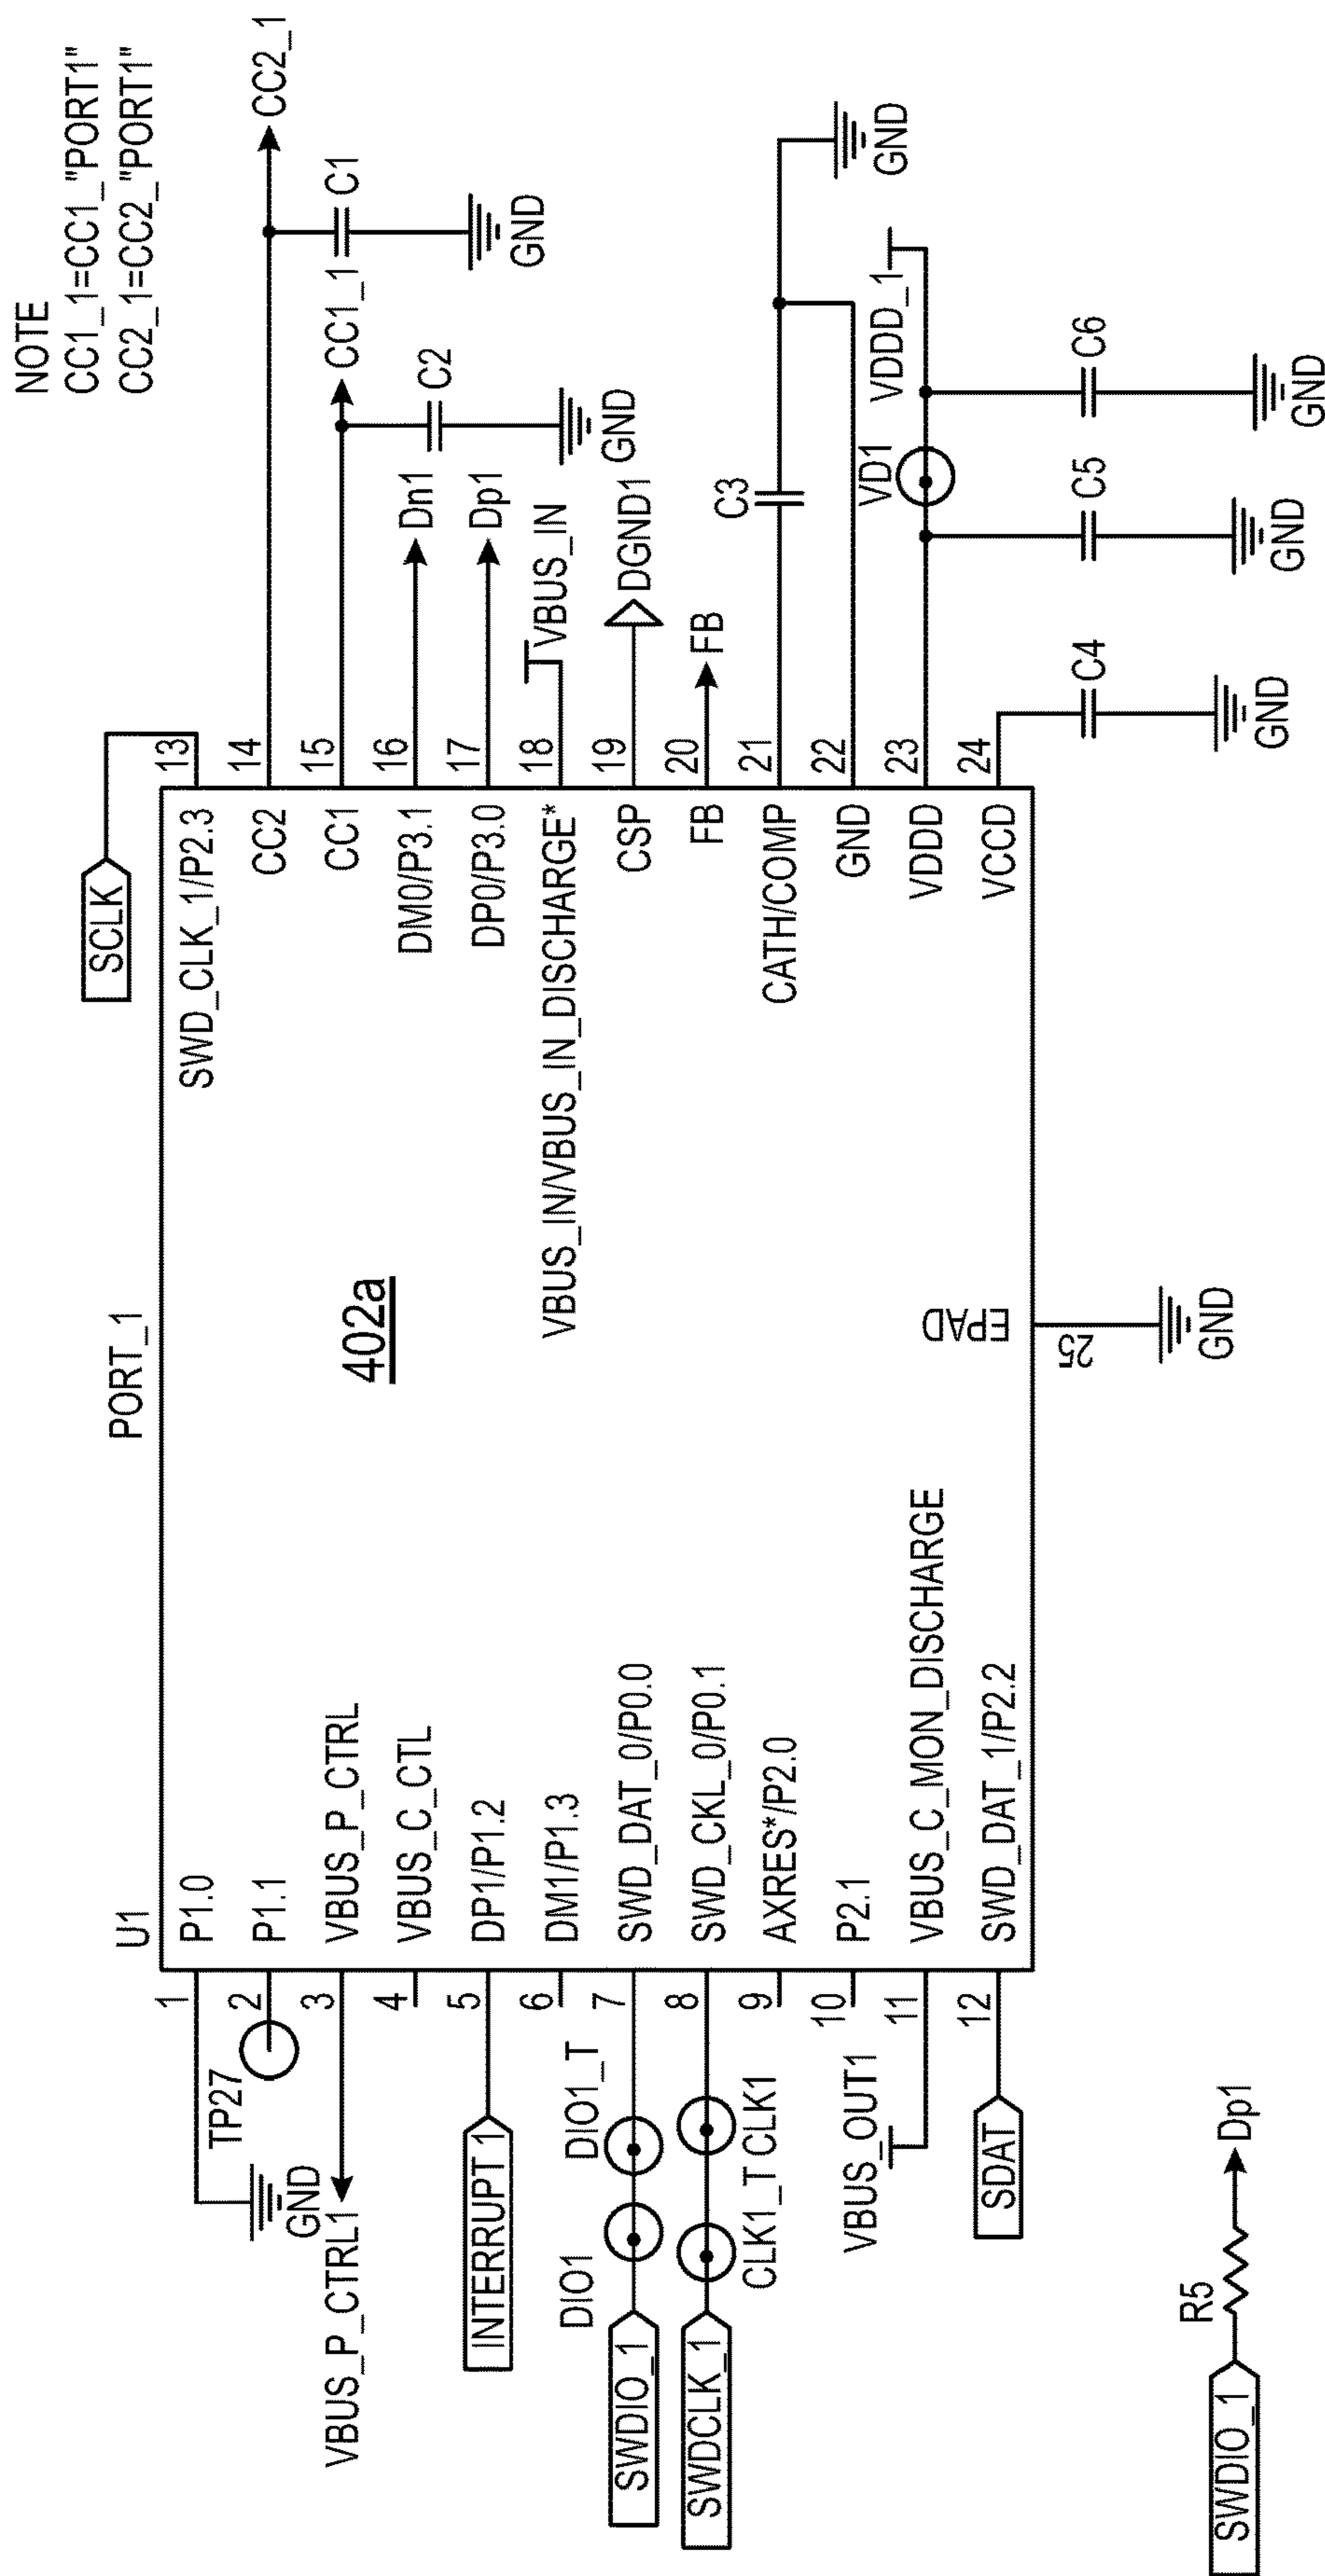 NOTE
CC1_1=CC1_"PORT1"
CC2_1=CC2_"PORT1"
PORT_1
U1
402a
1
P1.0
GND
2
P1.1
TP27
3
VBUS_P_CTRL
VBUS_P_CTRL1
4
VBUS_C_CTL
5
DP1/P1.2
INTERRUPT 1
6
DM1/P1.3
7
SWD_DAT_0/P0.0
DIO1_T
DIO1
SWDIO_1
8
SWD_CKL_0/P0.1
CLK1_T CLK1
SWDCLK_1
9
AXRES*/P2.0
10
P2.1
11
VBUS_C_MON_DISCHARGE
VBUS_OUT1
12
SWD_DAT_1/P2.2
SDAT
SWD_CLK_1/P2.3
13
SCLK
CC2
14
CC2_1
C1
GND
CC1
15
CC1_1
C2
GND
DM0/P3.1
16
Dn1
DP0/P3.0
17
Dp1
VBUS_IN/VBUS_IN_DISCHARGE*
18
VBUS_IN
CSP
19
DGND1
FB
20
FB
CATH/COMP
21
C3
GND
GND
22
VDDD
23
VD1
VDDD_1
C5
GND
C6
GND
VCCD
24
C4
GND
EPAD
25
GND
SWDIO_1
R5
Dp1